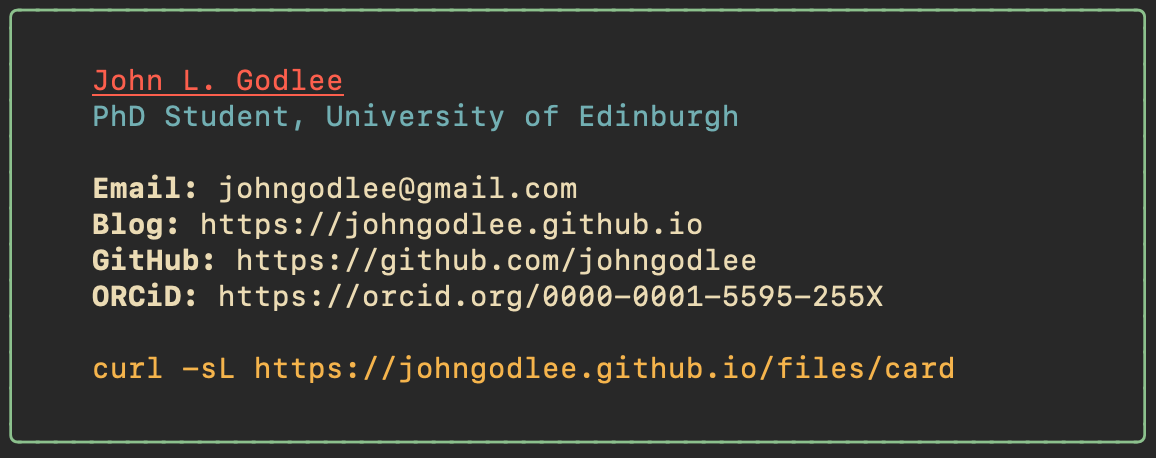 John L. Godlee
PhD Student, University of Edinburgh
Email: johngodlee@gmail.com
Blog: https://johngodlee.github.io
GitHub: https://github.com/johngodlee
ORCiD: https://orcid.org/0000-0001-5595-255X
curl -sL https://johngodlee.github.io/files/card